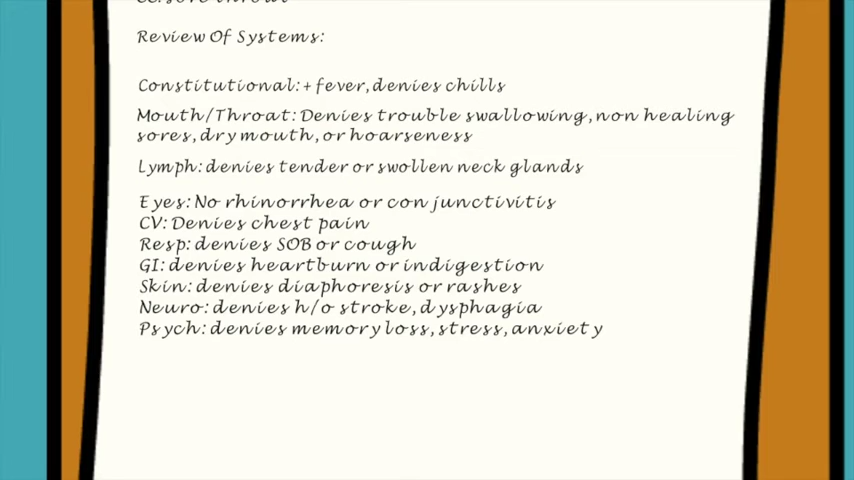 CC: sore throat
Review Of Systems:
Constitutional: + fever, denies chills
Mouth/Throat: Denies trouble swallowing, non healing
sores, dry mouth, or hoarseness
Lymph: denies tender or swollen neck glands
Eyes: No rhinorrhea or conjunctivitis
CV: Denies chest pain
Resp: denies SOB or cough
GI: denies heartburn or indigestion
Skin: denies diaphoresis or rashes
Neuro: denies h/o stroke, dysphagia
Psych: denies memory loss, stress, anxiety